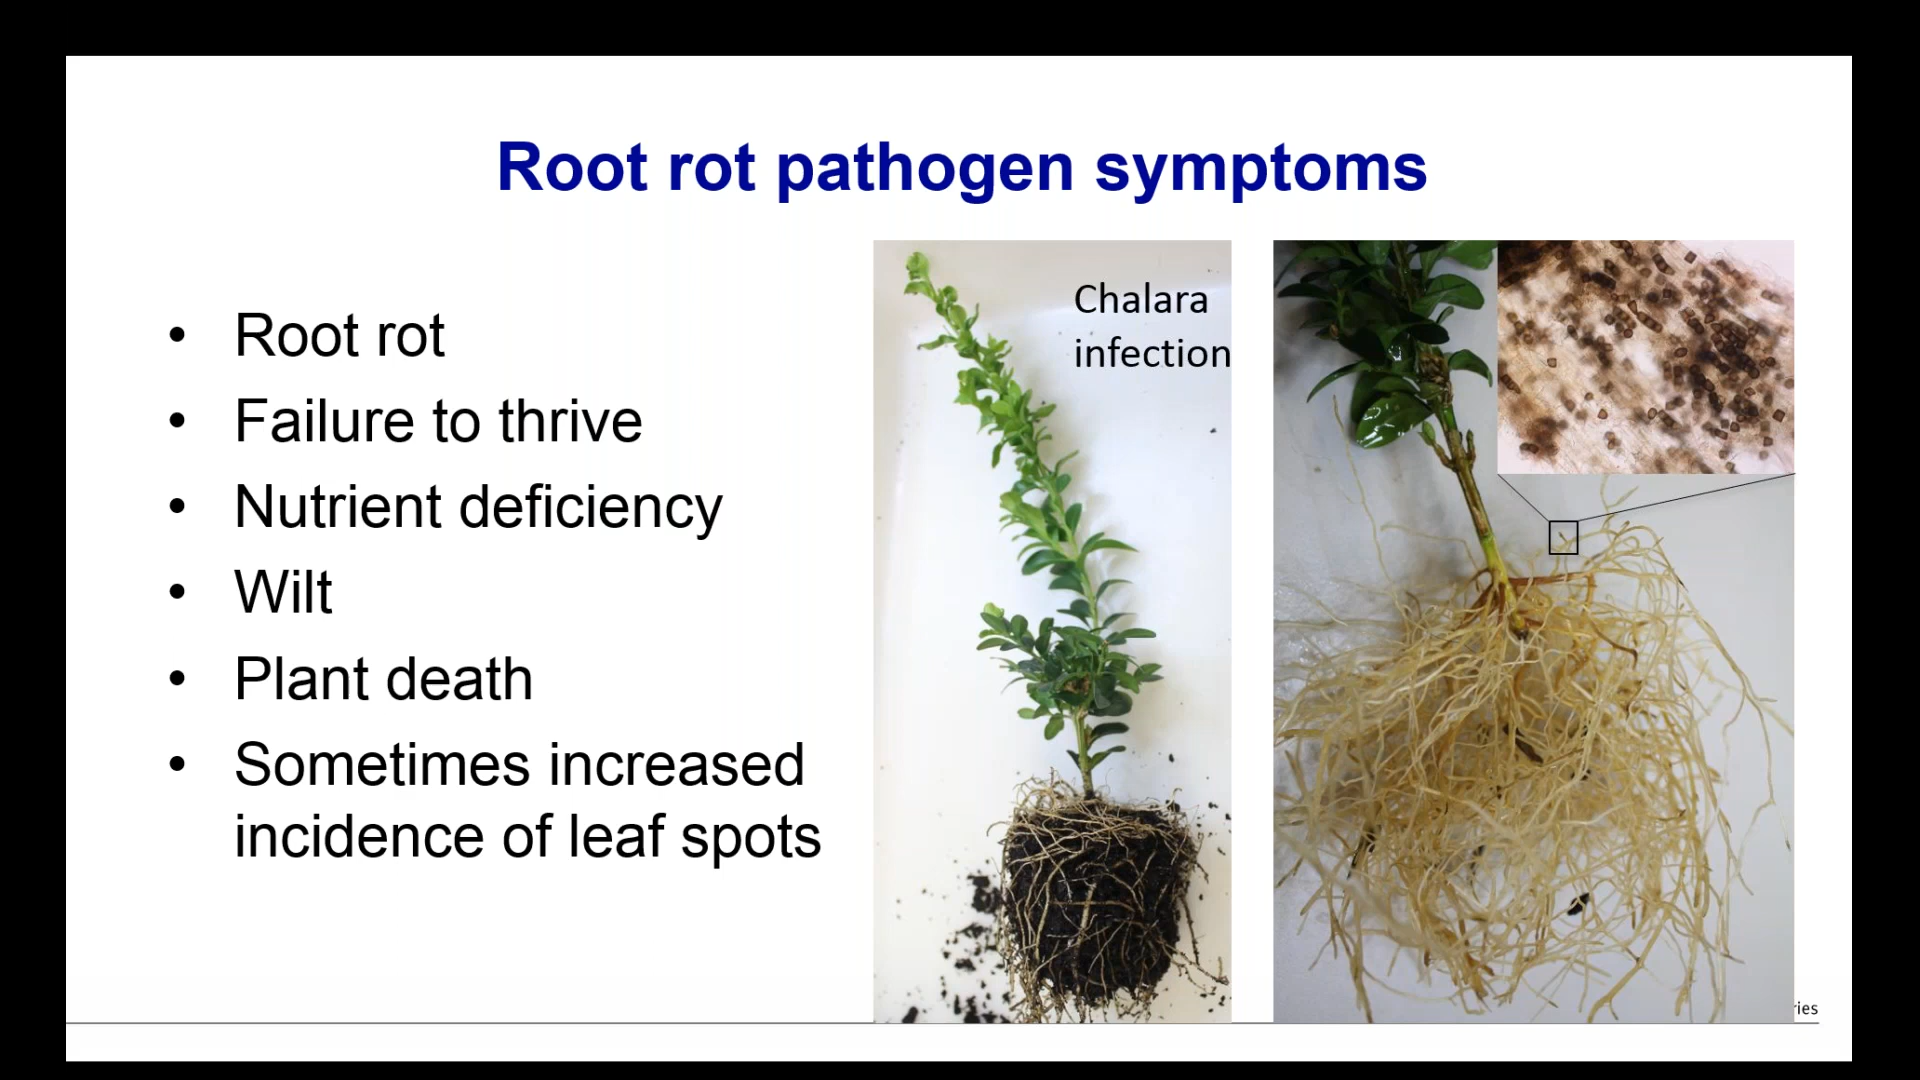 Root rot pathogen symptoms
• Root rot
• Failure to thrive
• Nutrient deficiency
• Wilt
• Plant death
• Sometimes increased
incidence of leaf spots
Chalara
infection